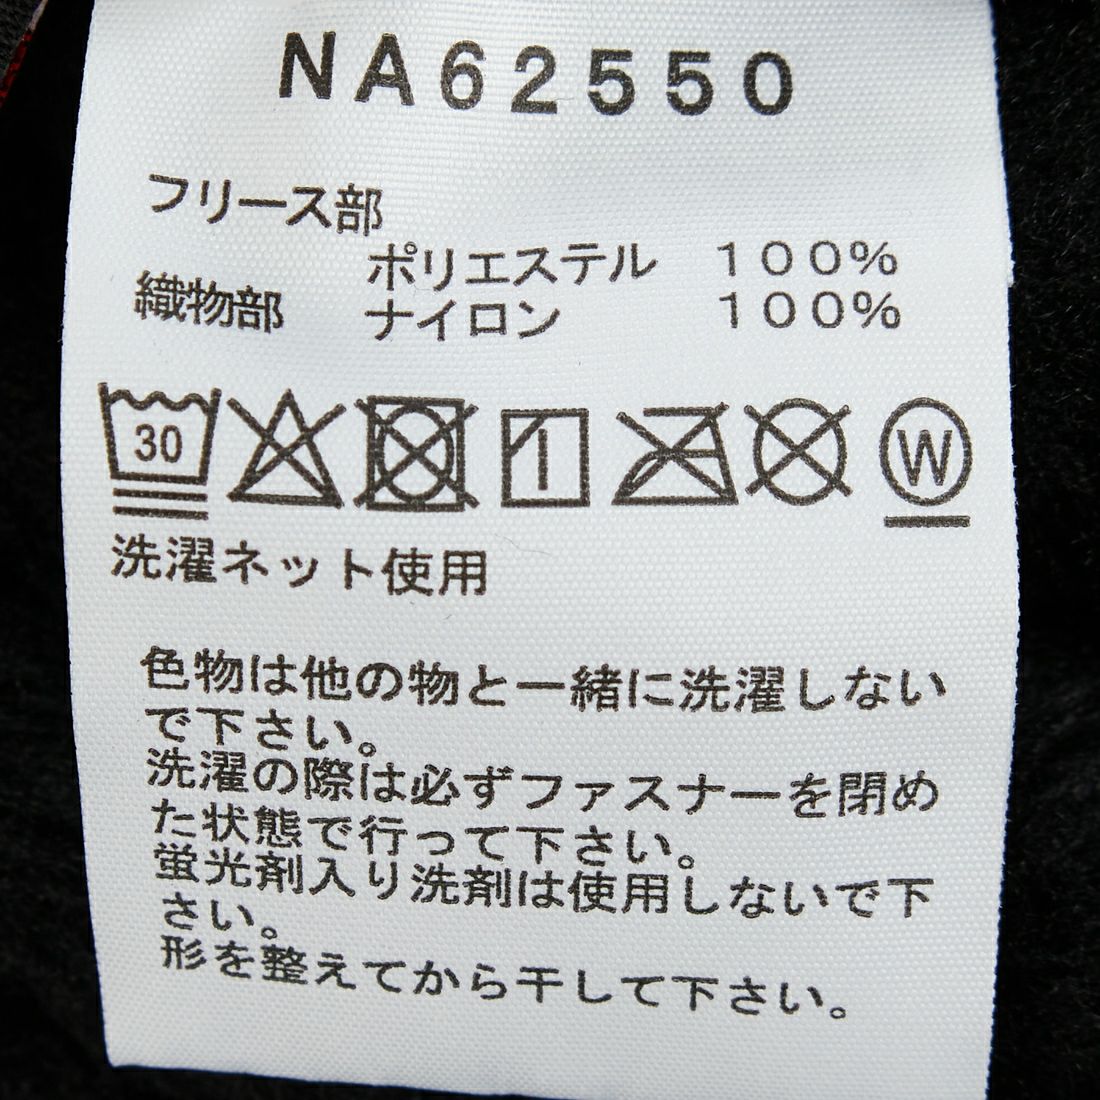 NA62550
フリース部
ポリエステル 100%
織物部 ナイロン 100%
30 W
洗濯ネット使用
色物は他の物と一緒に洗濯しない
で下さい。
洗濯の際は必ずファスナーを閉め
た状態で行って下さい。
蛍光剤入り洗剤は使用しないで下
さい。
形を整えてから干して下さい。